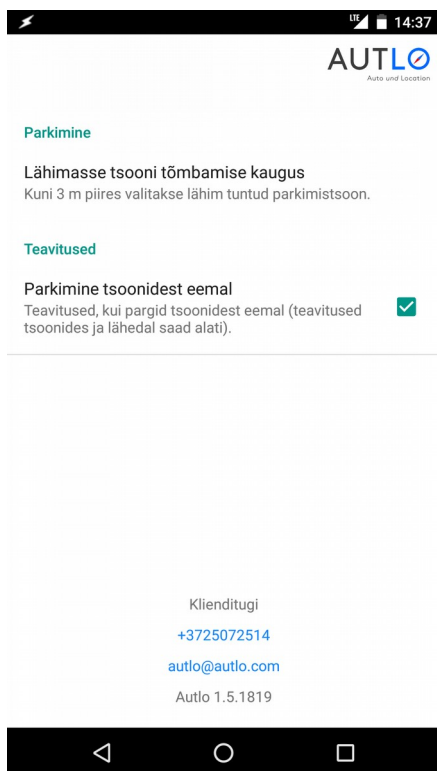 LTE 14:37
AUTLO
Auto und Location
Parkimine
Lähimasse tsooni tõmbamise kaugus
Kuni 3 m piires valitakse lähim tuntud parkimistsoon.
Teavitused
Parkimine tsoonidest eemal
Teavitused, kui pargid tsoonidest eemal (teavitused
tsoonides ja lähedal saad alati).
Klienditugi
+3725072514
autlo@autlo.com
Autlo 1.5.1819